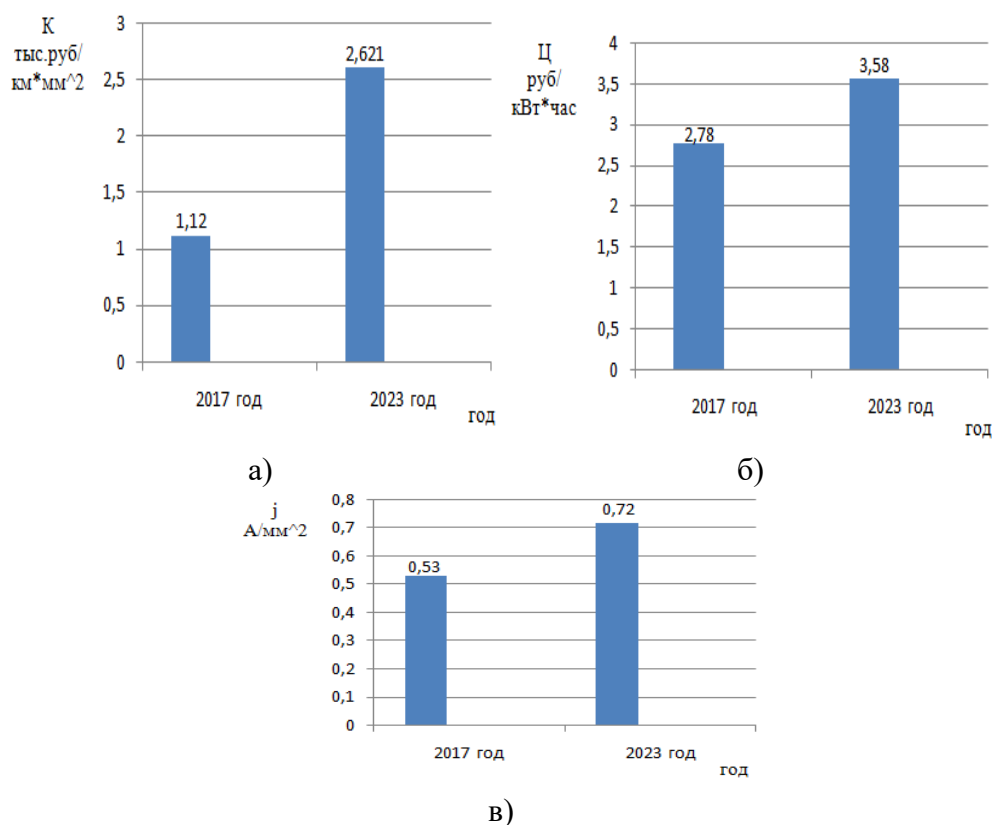 К
тыс.руб/
км*мм^2
3
2,5
2
1,5
1
0,5
0
1,12
2,621
2017 год
2023 год
год
а)
Ц
руб/
кВт*час
4
3,5
3
2,5
2
1,5
1
0,5
0
2,78
3,58
2017 год
2023 год
год
б)
j
А/мм^2
0,8
0,7
0,6
0,5
0,4
0,3
0,2
0,1
0
0,53
0,72
2017 год
2023 год
год
в)